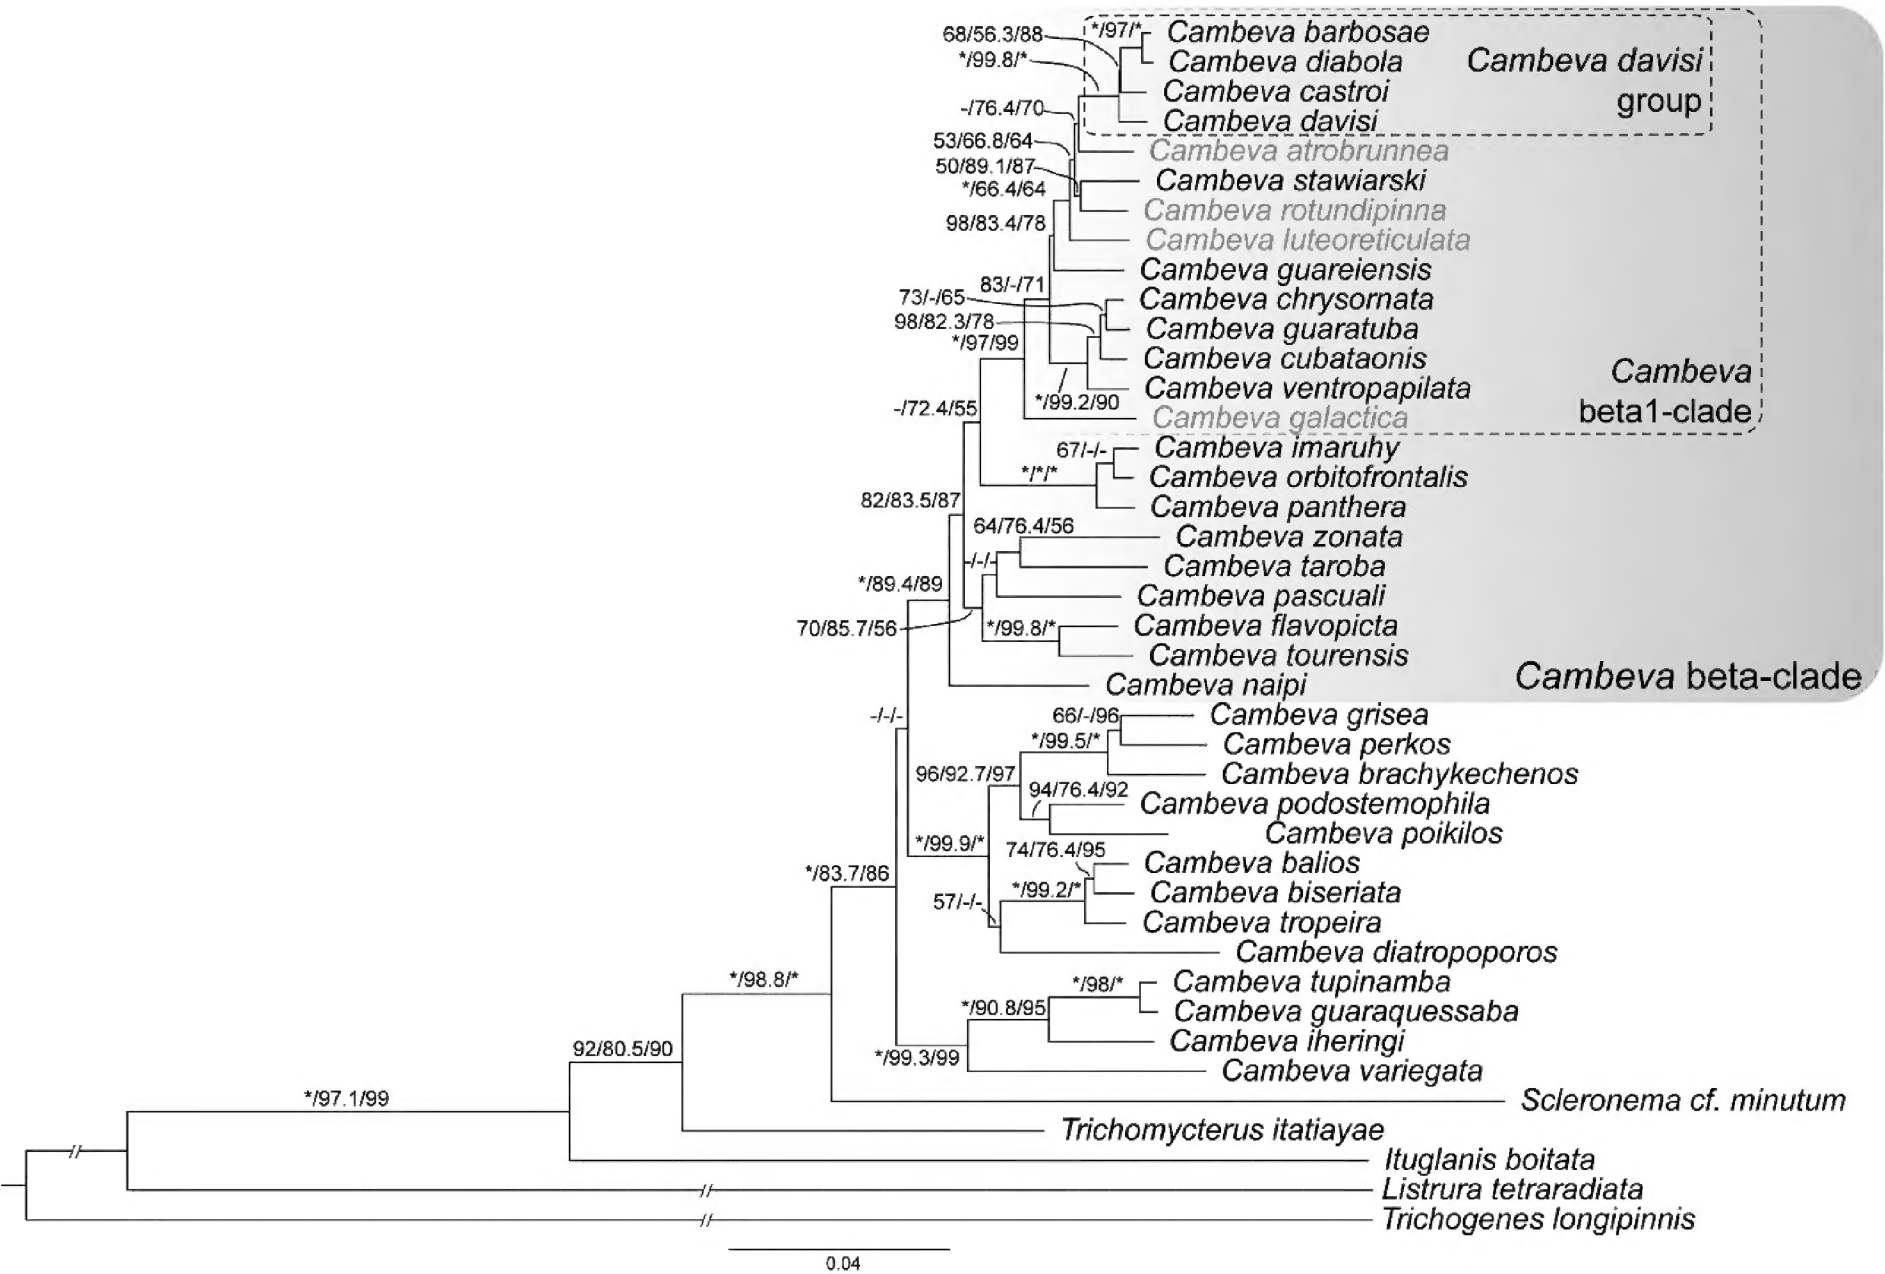 68/56.3/88
*/97/*
Cambeva barbosae
*/99.8/*
Cambeva diabola
Cambeva davisi
group
Cambeva castroi
-/76.4/70
Cambeva davisi
53/66.8/64
Cambeva atrobrunnea
50/89.1/87
Cambeva stawiarski
*/66.4/64
Cambeva rotundipinna
98/83.4/78
Cambeva luteoreticulata
Cambeva guareiensis
83/-/71
73/-/65
Cambeva chrysornata
98/82.3/78
Cambeva guaratuba
*/97/99
Cambeva cubataonis
Cambeva
beta1-clade
Cambeva ventropapilata
*/99.2/90
-/72.4/55
Cambeva galactica
67/-/-
Cambeva imaruhy
*/*/*
Cambeva orbitofrontalis
82/83.5/87
Cambeva panthera
64/76.4/56
Cambeva zonata
-/-/-
Cambeva taroba
*/89.4/89
Cambeva pascuali
70/85.7/56
*/99.8/*
Cambeva flavopicta
Cambeva tourensis
Cambeva beta-clade
Cambeva naipi
-/-/-
66/-/96
Cambeva grisea
*/99.5/*
Cambeva perkos
96/92.7/97
Cambeva brachykechenos
94/76.4/92
Cambeva podostemophila
Cambeva poikilos
*/99.9/*
74/76.4/95
Cambeva balios
*/83.7/86
*/99.2/*
Cambeva biseriata
57/-/-
Cambeva tropeira
Cambeva diatropoporos
*/98.8/*
*/98/*
Cambeva tupinamba
*/90.8/95
Cambeva guaraquessaba
92/80.5/90
*/99.3/99
Cambeva iheringi
Cambeva variegata
*/97.1/99
Scleronema cf. minutum
Trichomycterus itatiayae
Ituglanis boitata
Listrura tetraradiata
Trichogenes longipinnis
0.04